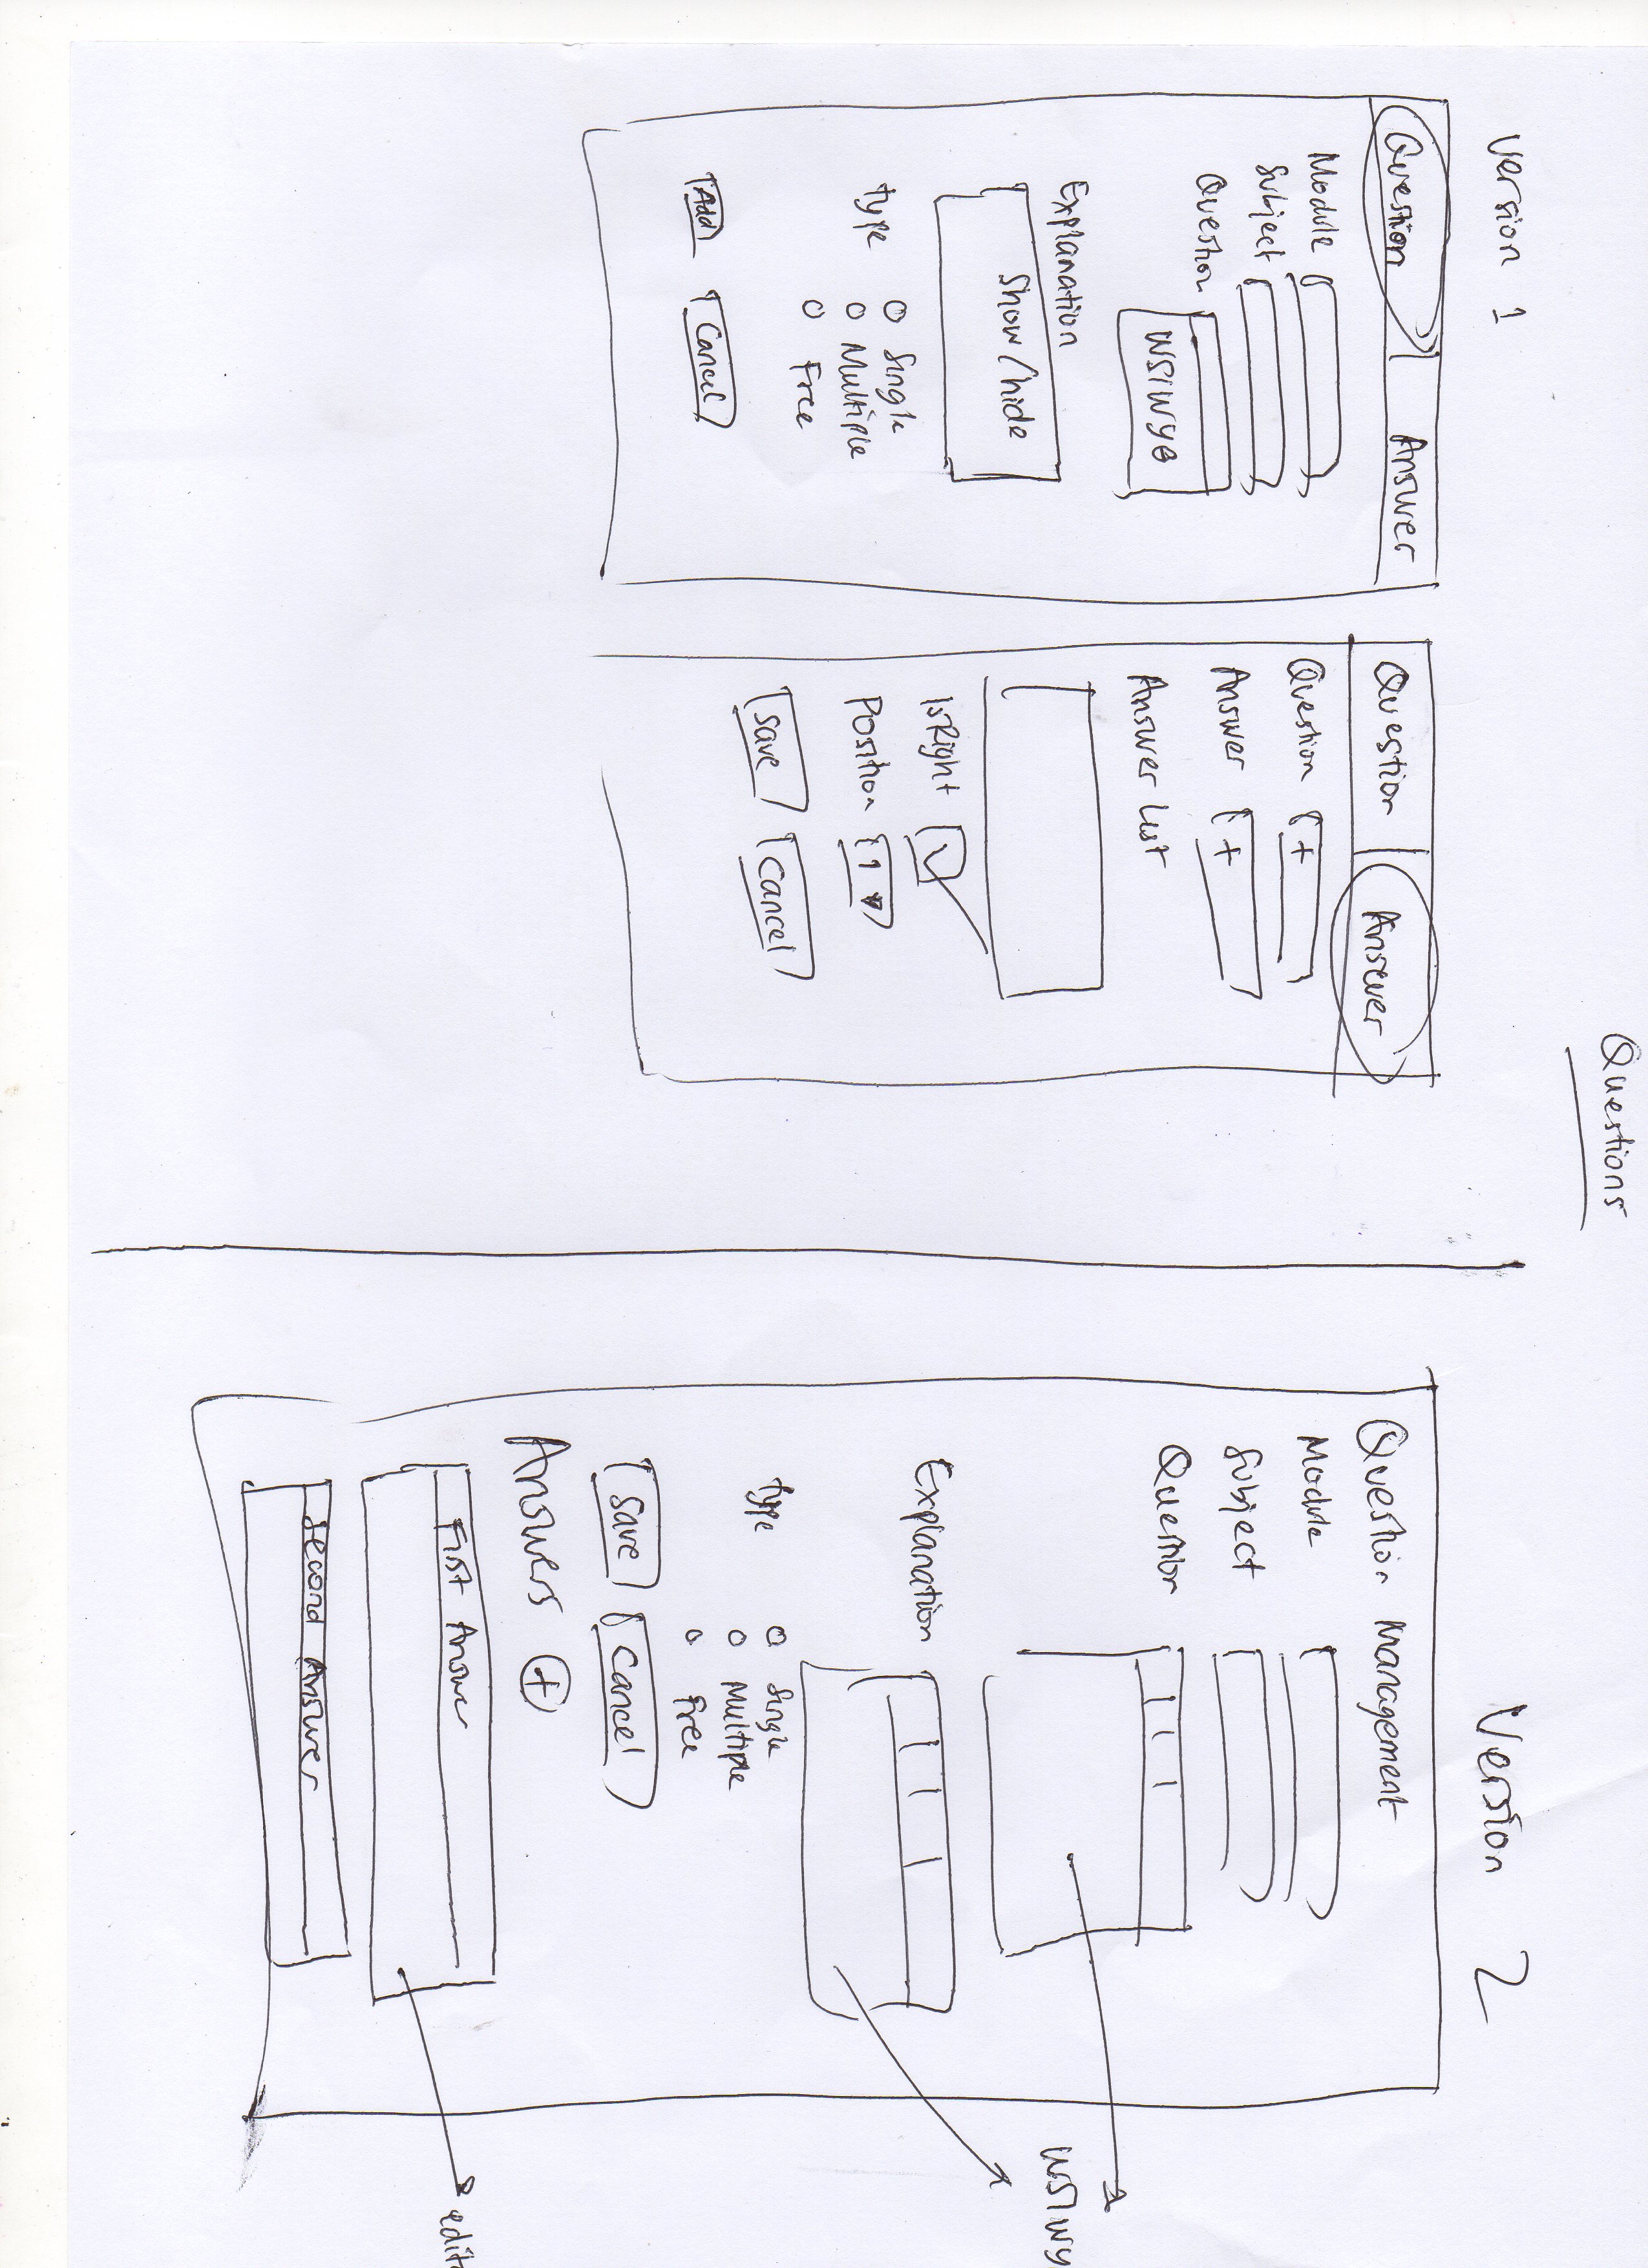 Questions
Version 1
Question Answer
Module
Subject
Question
WSIWYG
Explanation
Show/hide
type
Single
Multiple
Free
Add Cancel
Question Answer
Question +
Answer +
Answer List
IsRight
Position 1
Save Cancel
Version 2
Question Management
Module
Subject
Question
WSIWY
Explanation
type
Single
Multiple
Free
Save Cancel
Answers +
First Answer
Second Answer